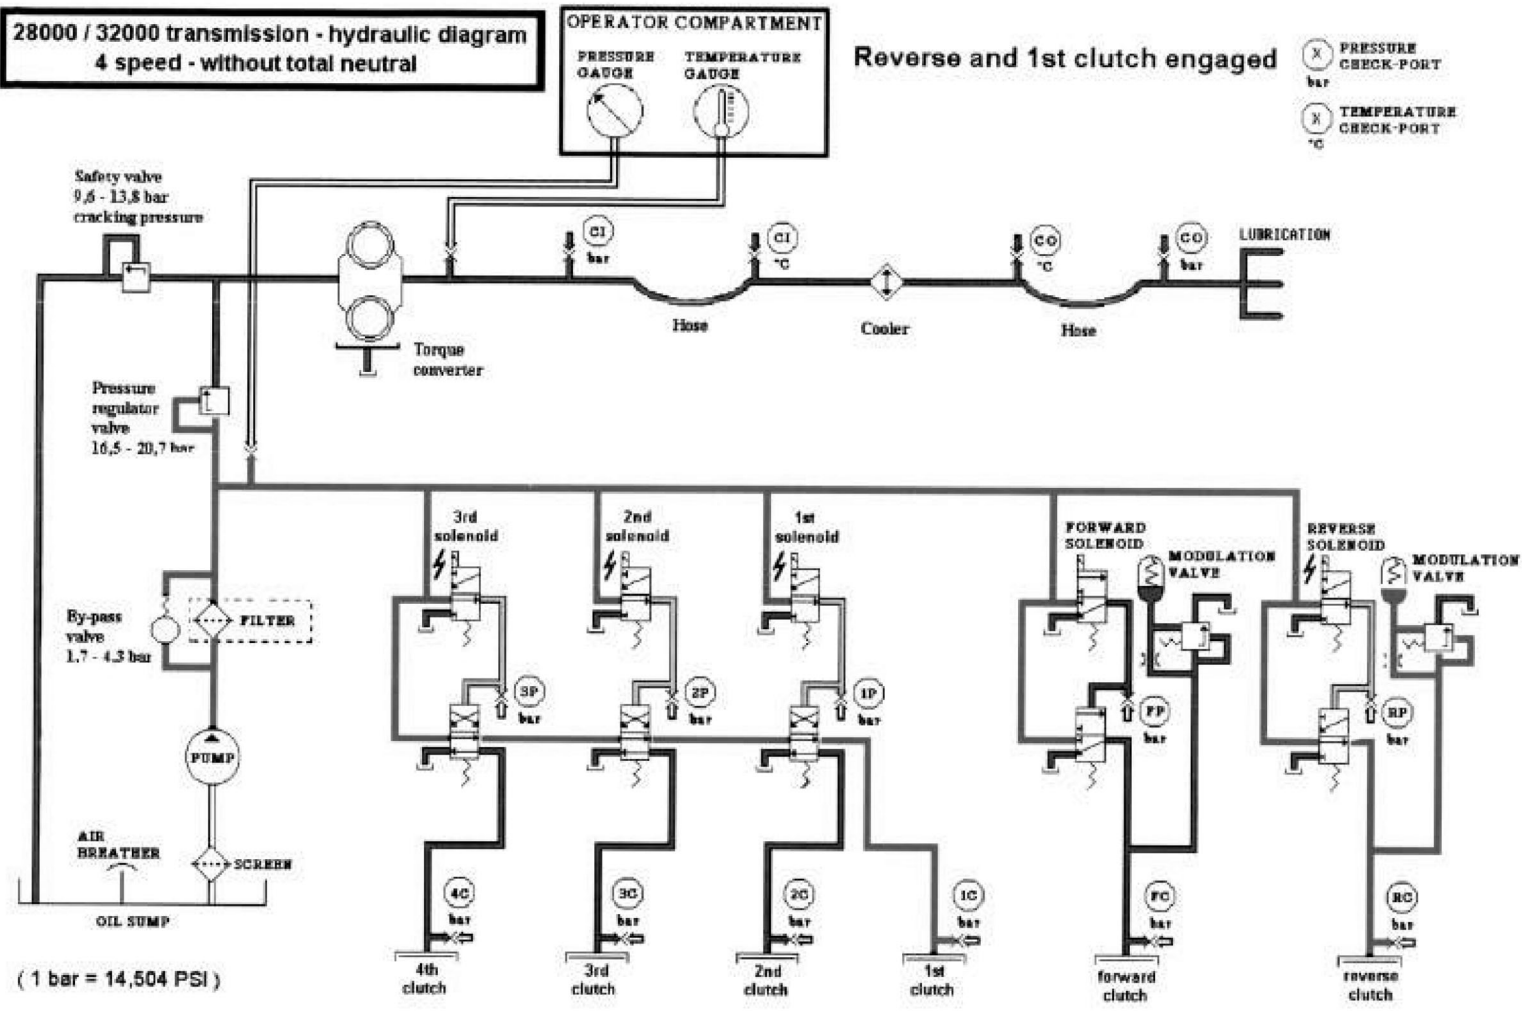 28000 / 32000 transmission - hydraulic diagram
4 speed - without total neutral
OPERATOR COMPARTMENT
PRESSURE
GAUGE
TEMPERATURE
GAUGE
Reverse and 1st clutch engaged
X
bar
PRESSURE
CHECK-PORT
X
°C
TEMPERATURE
CHECK-PORT
Safety valve
9,6 - 13,8 bar
cracking pressure
CI
bar
CI
°C
CO
°C
CO
bar
LUBRICATION
Hose
Cooler
Hose
Torque
converter
Pressure
regulator
valve
16,5 - 20,7 bar
3rd
solenoid
2nd
solenoid
1st
solenoid
FORWARD
SOLENOID
MODULATION
VALVE
REVERSE
SOLENOID
MODULATION
VALVE
By-pass
valve
1.7 - 4.3 bar
FILTER
3P
bar
2P
bar
1P
bar
FP
bar
RP
bar
PUMP
AIR
BREATHER
SCREEN
OIL SUMP
4C
bar
3C
bar
2C
bar
1C
bar
FC
bar
RC
bar
4th
clutch
3rd
clutch
2nd
clutch
1st
clutch
forward
clutch
reverse
clutch
( 1 bar = 14,504 PSI )